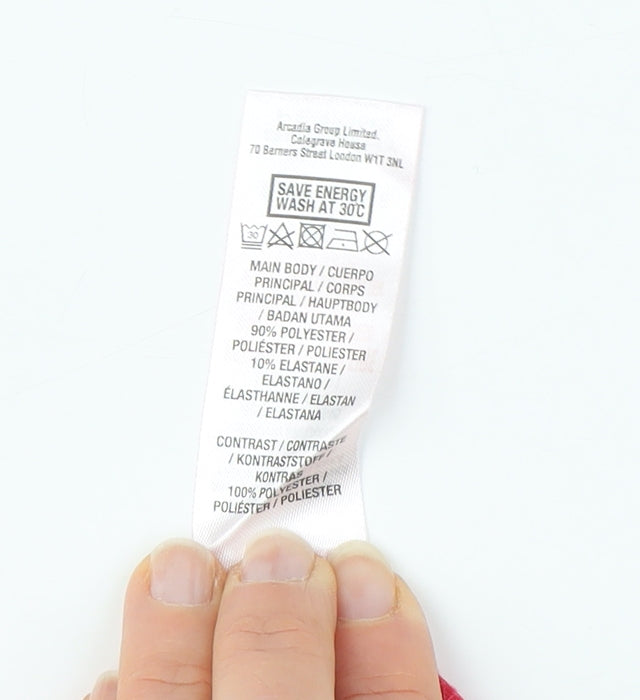 Arcadia Group Limited.
Colegrave House
70 Berners Street London W1T 3NL
SAVE ENERGY
WASH AT 30°C
30
MAIN BODY / CUERPO
PRINCIPAL / CORPS
PRINCIPAL / HAUPTBODY
/ BADAN UTAMA
90% POLYESTER /
POLIÉSTER / POLIESTER
10% ELASTANE /
ELASTANO /
ÉLASTHANNE / ELASTAN
/ ELASTANA
CONTRAST / CONTRASTE
/ KONTRASTSTOFF /
KONTRAS
100% POLYESTER /
POLIÉSTER / POLIESTER